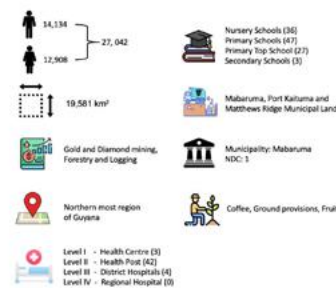 14,134
27, 042
12,908
19,581 km²
Gold and Diamond mining,
Forestry and Logging
Northern most region
of Guyana
Level I - Health Centre (3)
Level II - Health Post (42)
Level III - District Hospitals (4)
Level IV - Regional Hospital (0)
Nursery Schools (36)
Primary Schools (47)
Primary Top School (27)
Secondary Schools (3)
Mabaruma, Port Kaituma and
Matthews Ridge Municipal Land
Municipality: Mabaruma
NDC: 1
Coffee, Ground provisions, Fruit